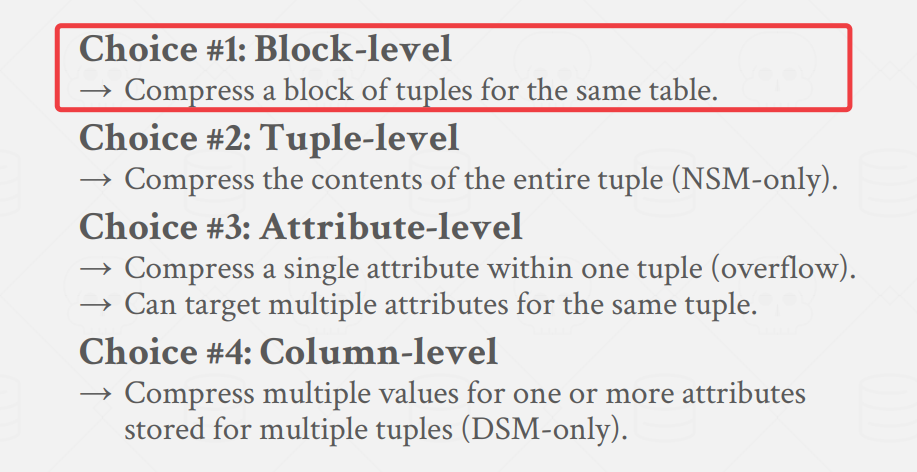 Choice #1: Block-level
→ Compress a block of tuples for the same table.
Choice #2: Tuple-level
→ Compress the contents of the entire tuple (NSM-only).
Choice #3: Attribute-level
→ Compress a single attribute within one tuple (overflow).
→ Can target multiple attributes for the same tuple.
Choice #4: Column-level
→ Compress multiple values for one or more attributes
stored for multiple tuples (DSM-only).